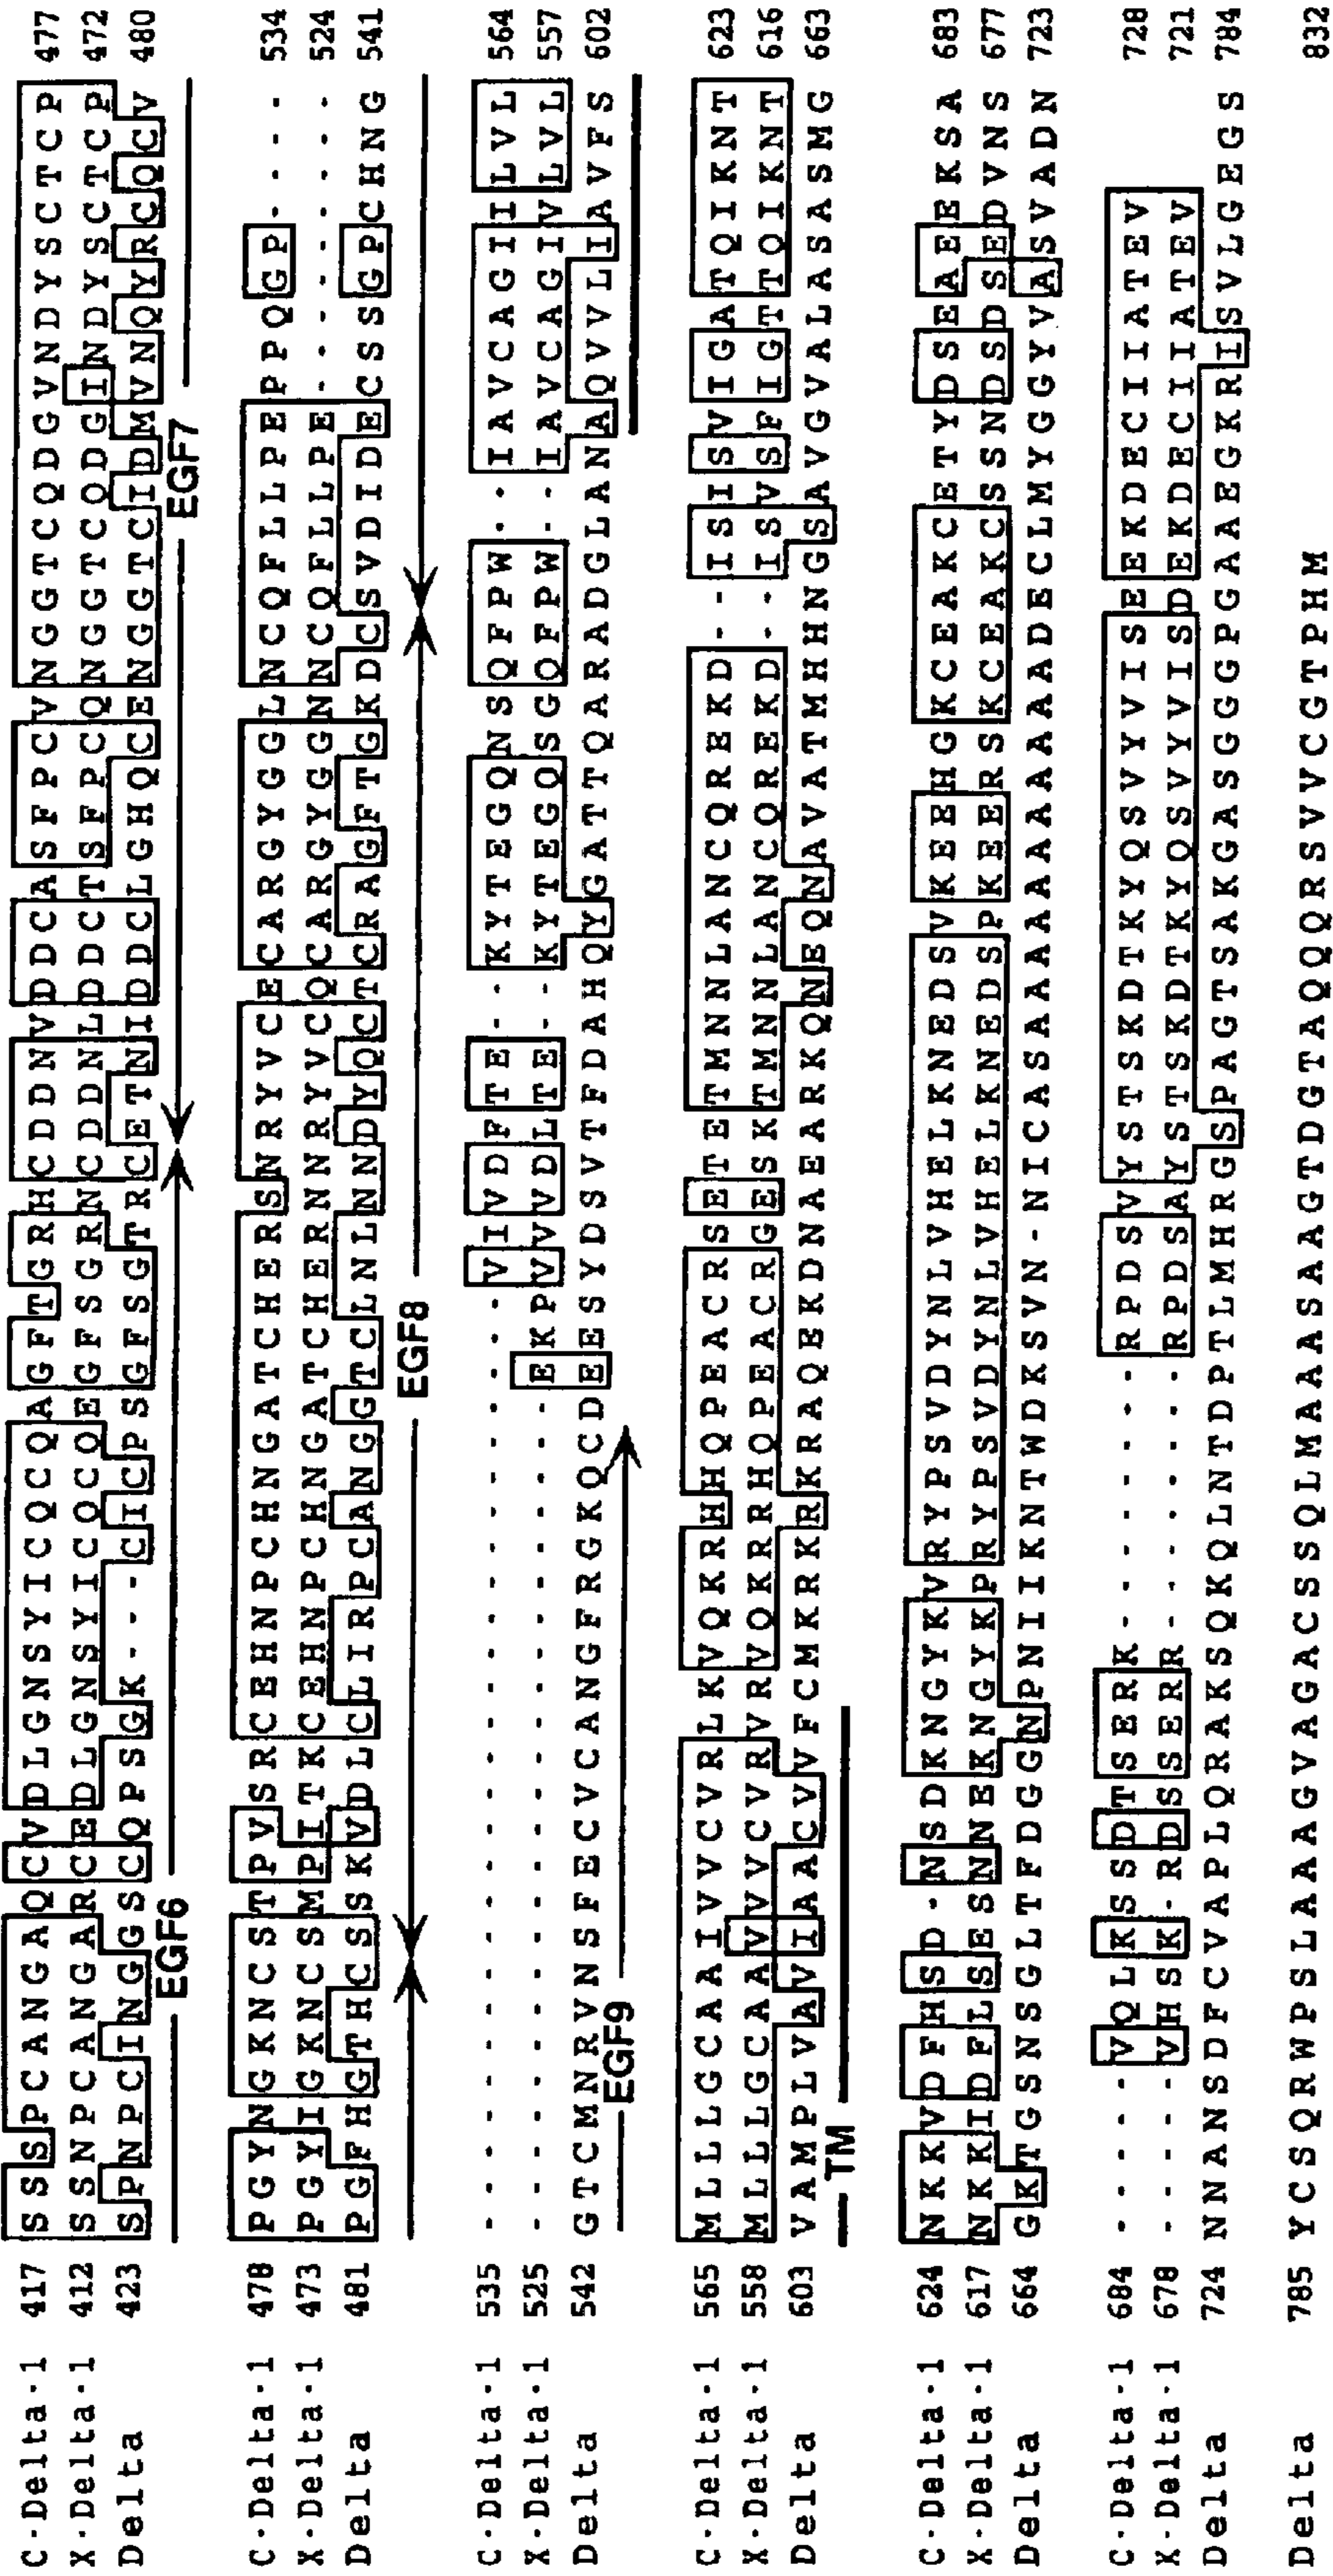 C-Delta-1 417 SSSPCANGAQCVDLGNSYICQCQAGFTGRHCDDNVDDCASFPCVNGGTCQDGVNDYSCTCP 477
X-Delta-1 412 SSNPCANGARCEDLGNSYICQCQEGFSGRNCDDNLDDCTSFPCQNGGTCQDGINDYSCTCP 472
Delta 423 SPNPCINGGSCQPSGK---CICPSGFSGTRCETNIDDCLGHQCENGGTCIDMVNQYRCQCV 480
EGF6 EGF7
C-Delta-1 478 PGYNGKNCSTPVSRCEHNPCHNGATCHERSNRYVCECARGYGGLNCQFLLPEPPQGP---- 534
X-Delta-1 473 PGYIGKNCSMPITKCEHNPCHNGATCHERNNRYVCQCARGYGGNNCQFLLPE--------- 524
Delta 481 PGFHGTHCSSKVDLCLIRPCANGGTCLNLNNDYQCTCRAGFTGKDCSVDIDECSSGPCHNG 541
EGF8
C-Delta-1 535 ---------------------------VIVDFTE--KYTEGQNSQFPW--IAVCAGIILVL 564
X-Delta-1 525 ------------------------EKPVVVDLTE--KYTEGQSGQFPW--IAVCAGIVLVL 557
Delta 542 GTCMNRVNSFECVCANGFRGKQCDEESYDSVTFDAHQYGATTQARADGLANAQVVLIAVFS 602
EGF9
C-Delta-1 565 MLLLGCAAIVVCVRLKVQKRHHQPEACRSETETMNNLANCQREKD--ISISVIGATQIKNT 623
X-Delta-1 558 MLLLGCAAVVVCVRVRVQKRRHQPEACRGESKTMNNLANCQREKD--ISVSFIGTTQIKNT 616
Delta 603 VAMPLVAVIAACVVFCMKRKRKRAQEKDNAEARKQNEQNAVATMHHNGSAVGVALASASMG 663
TM
C-Delta-1 624 NKKVDFHSD-NSDKNGYKVRYPSVDYNLVHELKNEDSVKEEHGKCEAKCETYDSEAEEKSA 683
X-Delta-1 617 NKKIDFLSESNNEKNGYKPRYPSVDYNLVHELKNEDSPKEERSKCEAKCSSNDSDSEDVNS 677
Delta 664 GKTGSNSGLTFDGGNPNIIKNTWDKSVN-NICASAAAAAAAAAAADECLMYGGYVASVADN 723
C-Delta-1 684 -----VQLKSSDTSERK--------RPDSVYSTSKDTKYQSVYVISEEKDECIIATEV 728
X-Delta-1 678 -----VHSK-RDSSERR--------RPDSAYSTSKDTKYQSVYVISDEKDECIIATEV 721
Delta 724 NNANSDFCVAPLQRAKSQKQLNTDPTLMHRGSPAGTSAKGASGGGPGAAEGKRISVLGEGS 784
Delta 785 YCSQRWPSLAAAGVAGACSSQLMAAASAAGTDGTAQQQRSVVCGTPHM 832